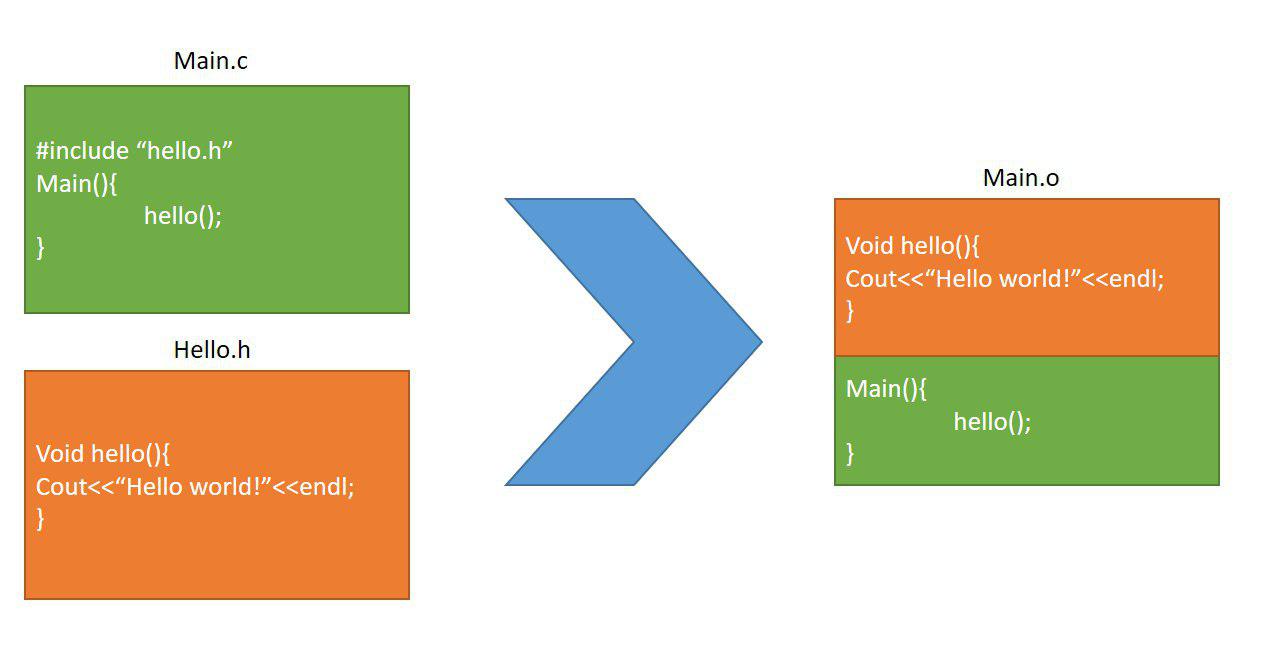 Main.c
#include “hello.h”
Main(){
hello();
}
Hello.h
Void hello(){
Cout<<“Hello world!”<<endl;
}
Main.o
Void hello(){
Cout<<“Hello world!”<<endl;
}
Main(){
hello();
}